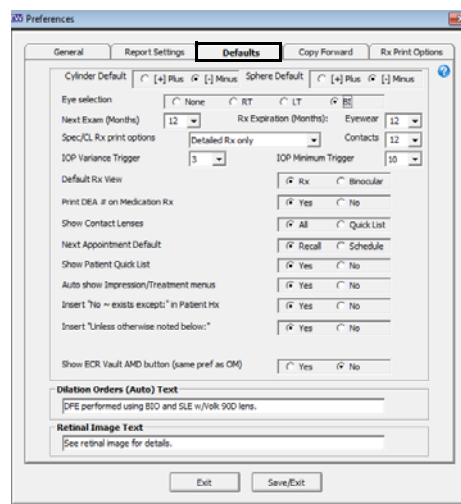 Preferences
General Report Settings Defaults Copy Forward Rx Print Options
Cylinder Default [+] Plus [-] Minus Sphere Default [+] Plus [-] Minus
Eye selection None RT LT BI
Next Exam (Months) 12 Rx Expiration (Months): Eyewear 12
Spec/CL Rx print options Detailed Rx only Contacts 12
IOP Variance Trigger 3 IOP Minimum Trigger 10
Default Rx View Rx Binocular
Print DEA # on Medication Rx Yes No
Show Contact Lenses All Quick List
Next Appointment Default Recall Schedule
Show Patient Quick List Yes No
Auto show Impression/Treatment menus Yes No
Insert "No ~ exists except:" in Patient Hx Yes No
Insert "Unless otherwise noted below:" Yes No
Show ECR Vault AMD button (same pref as OM) Yes No
Dilation Orders (Auto) Text
DFE performed using BIO and SLE w/Volk 90D lens.
Retinal Image Text
See retinal image for details.
Exit Save/Exit